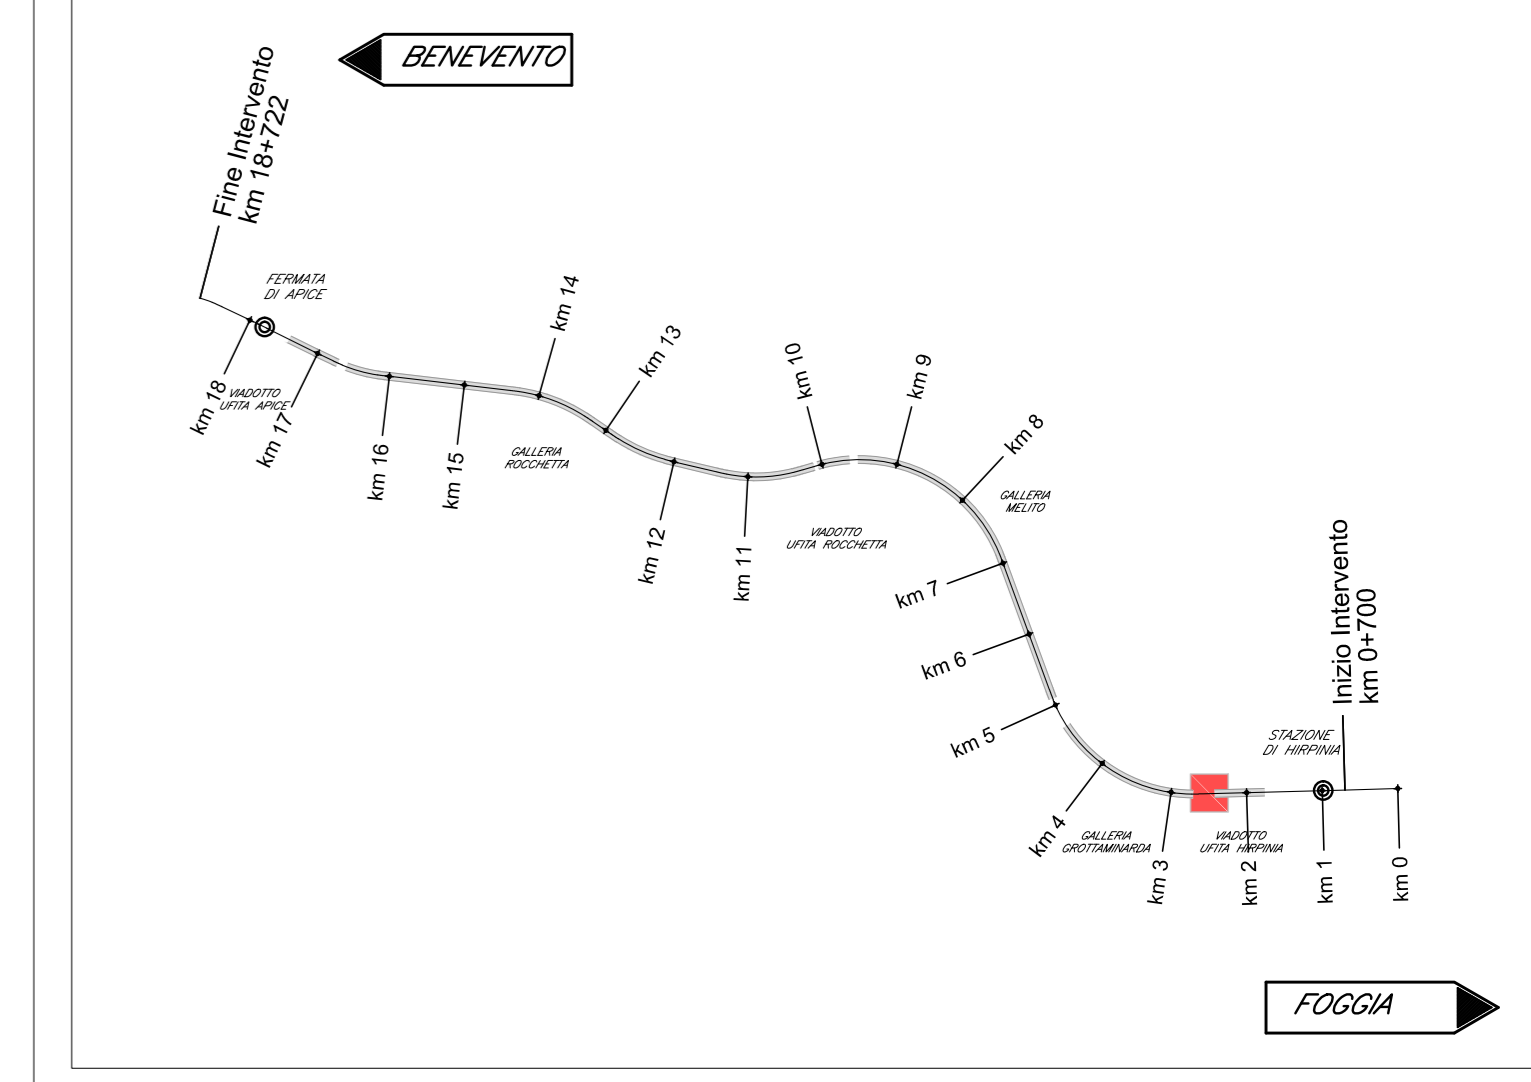 BENEVENTO
Fine Intervento
km 18+722
FERMATA
DI APICE
km 18
VIADOTTO
UFITA APICE
km 17
km 16
km 15
km 14
GALLERIA
ROCCHETTA
km 13
km 12
km 11
km 10
VIADOTTO
UFITA ROCCHETTA
km 9
km 8
GALLERIA
MELITO
km 7
km 6
km 5
km 4
GALLERIA
GROTTAMINARDA
km 3
VIADOTTO
UFITA HIRPINIA
km 2
STAZIONE
DI HIRPINIA
Inizio Intervento
km 0+700
km 1
km 0
FOGGIA